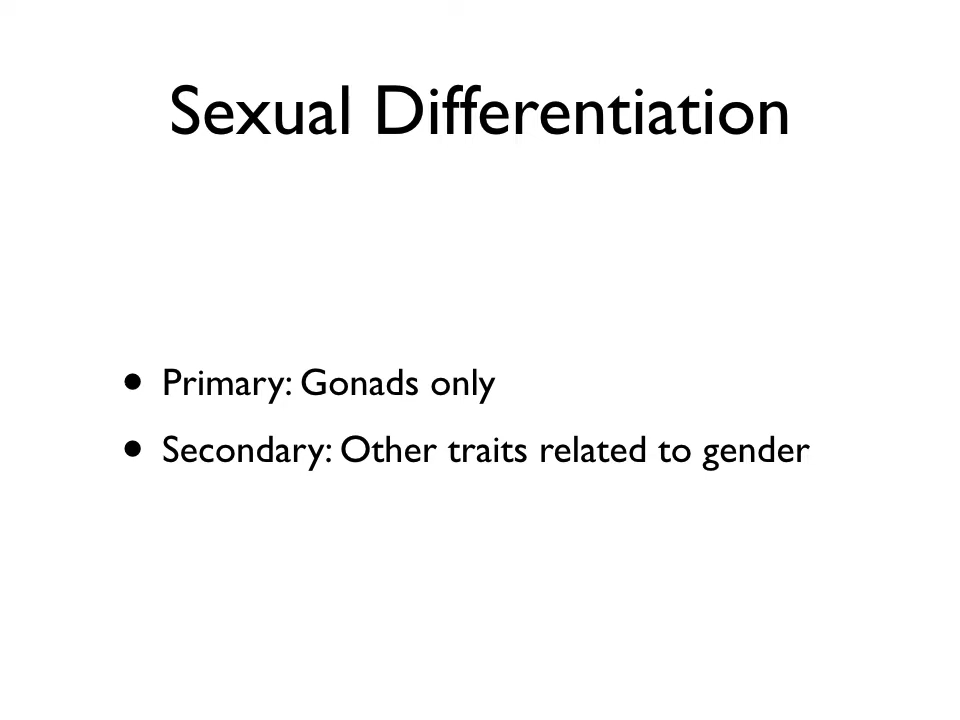 Sexual Differentiation
• Primary: Gonads only
• Secondary: Other traits related to gender